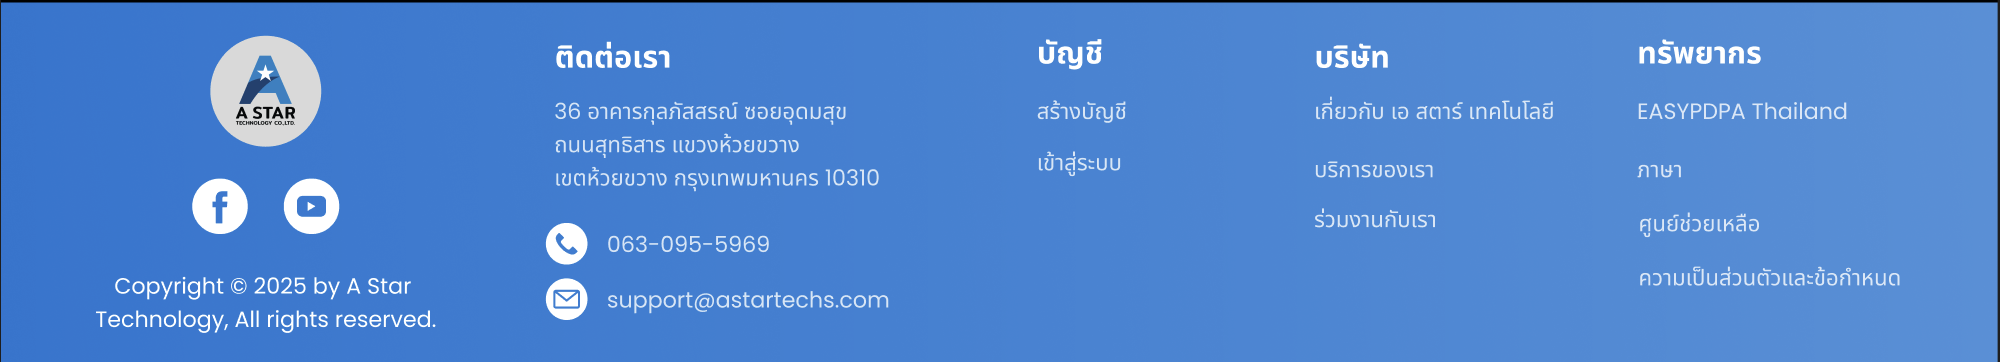 A STAR
TECHNOLOGY CO.,LTD.
Copyright © 2025 by A Star
Technology, All rights reserved.
ติดต่อเรา
36 อาคารกุลภัสสรณ์ ซอยอุดมสุข
ถนนสุทธิสาร แขวงห้วยขวาง
เขตห้วยขวาง กรุงเทพมหานคร 10310
063-095-5969
support@astartechs.com
บัญชี
สร้างบัญชี
เข้าสู่ระบบ
บริษัท
เกี่ยวกับ เอ สตาร์ เทคโนโลยี
บริการของเรา
ร่วมงานกับเรา
ทรัพยากร
EASYPDPA Thailand
ภาษา
ศูนย์ช่วยเหลือ
ความเป็นส่วนตัวและข้อกำหนด